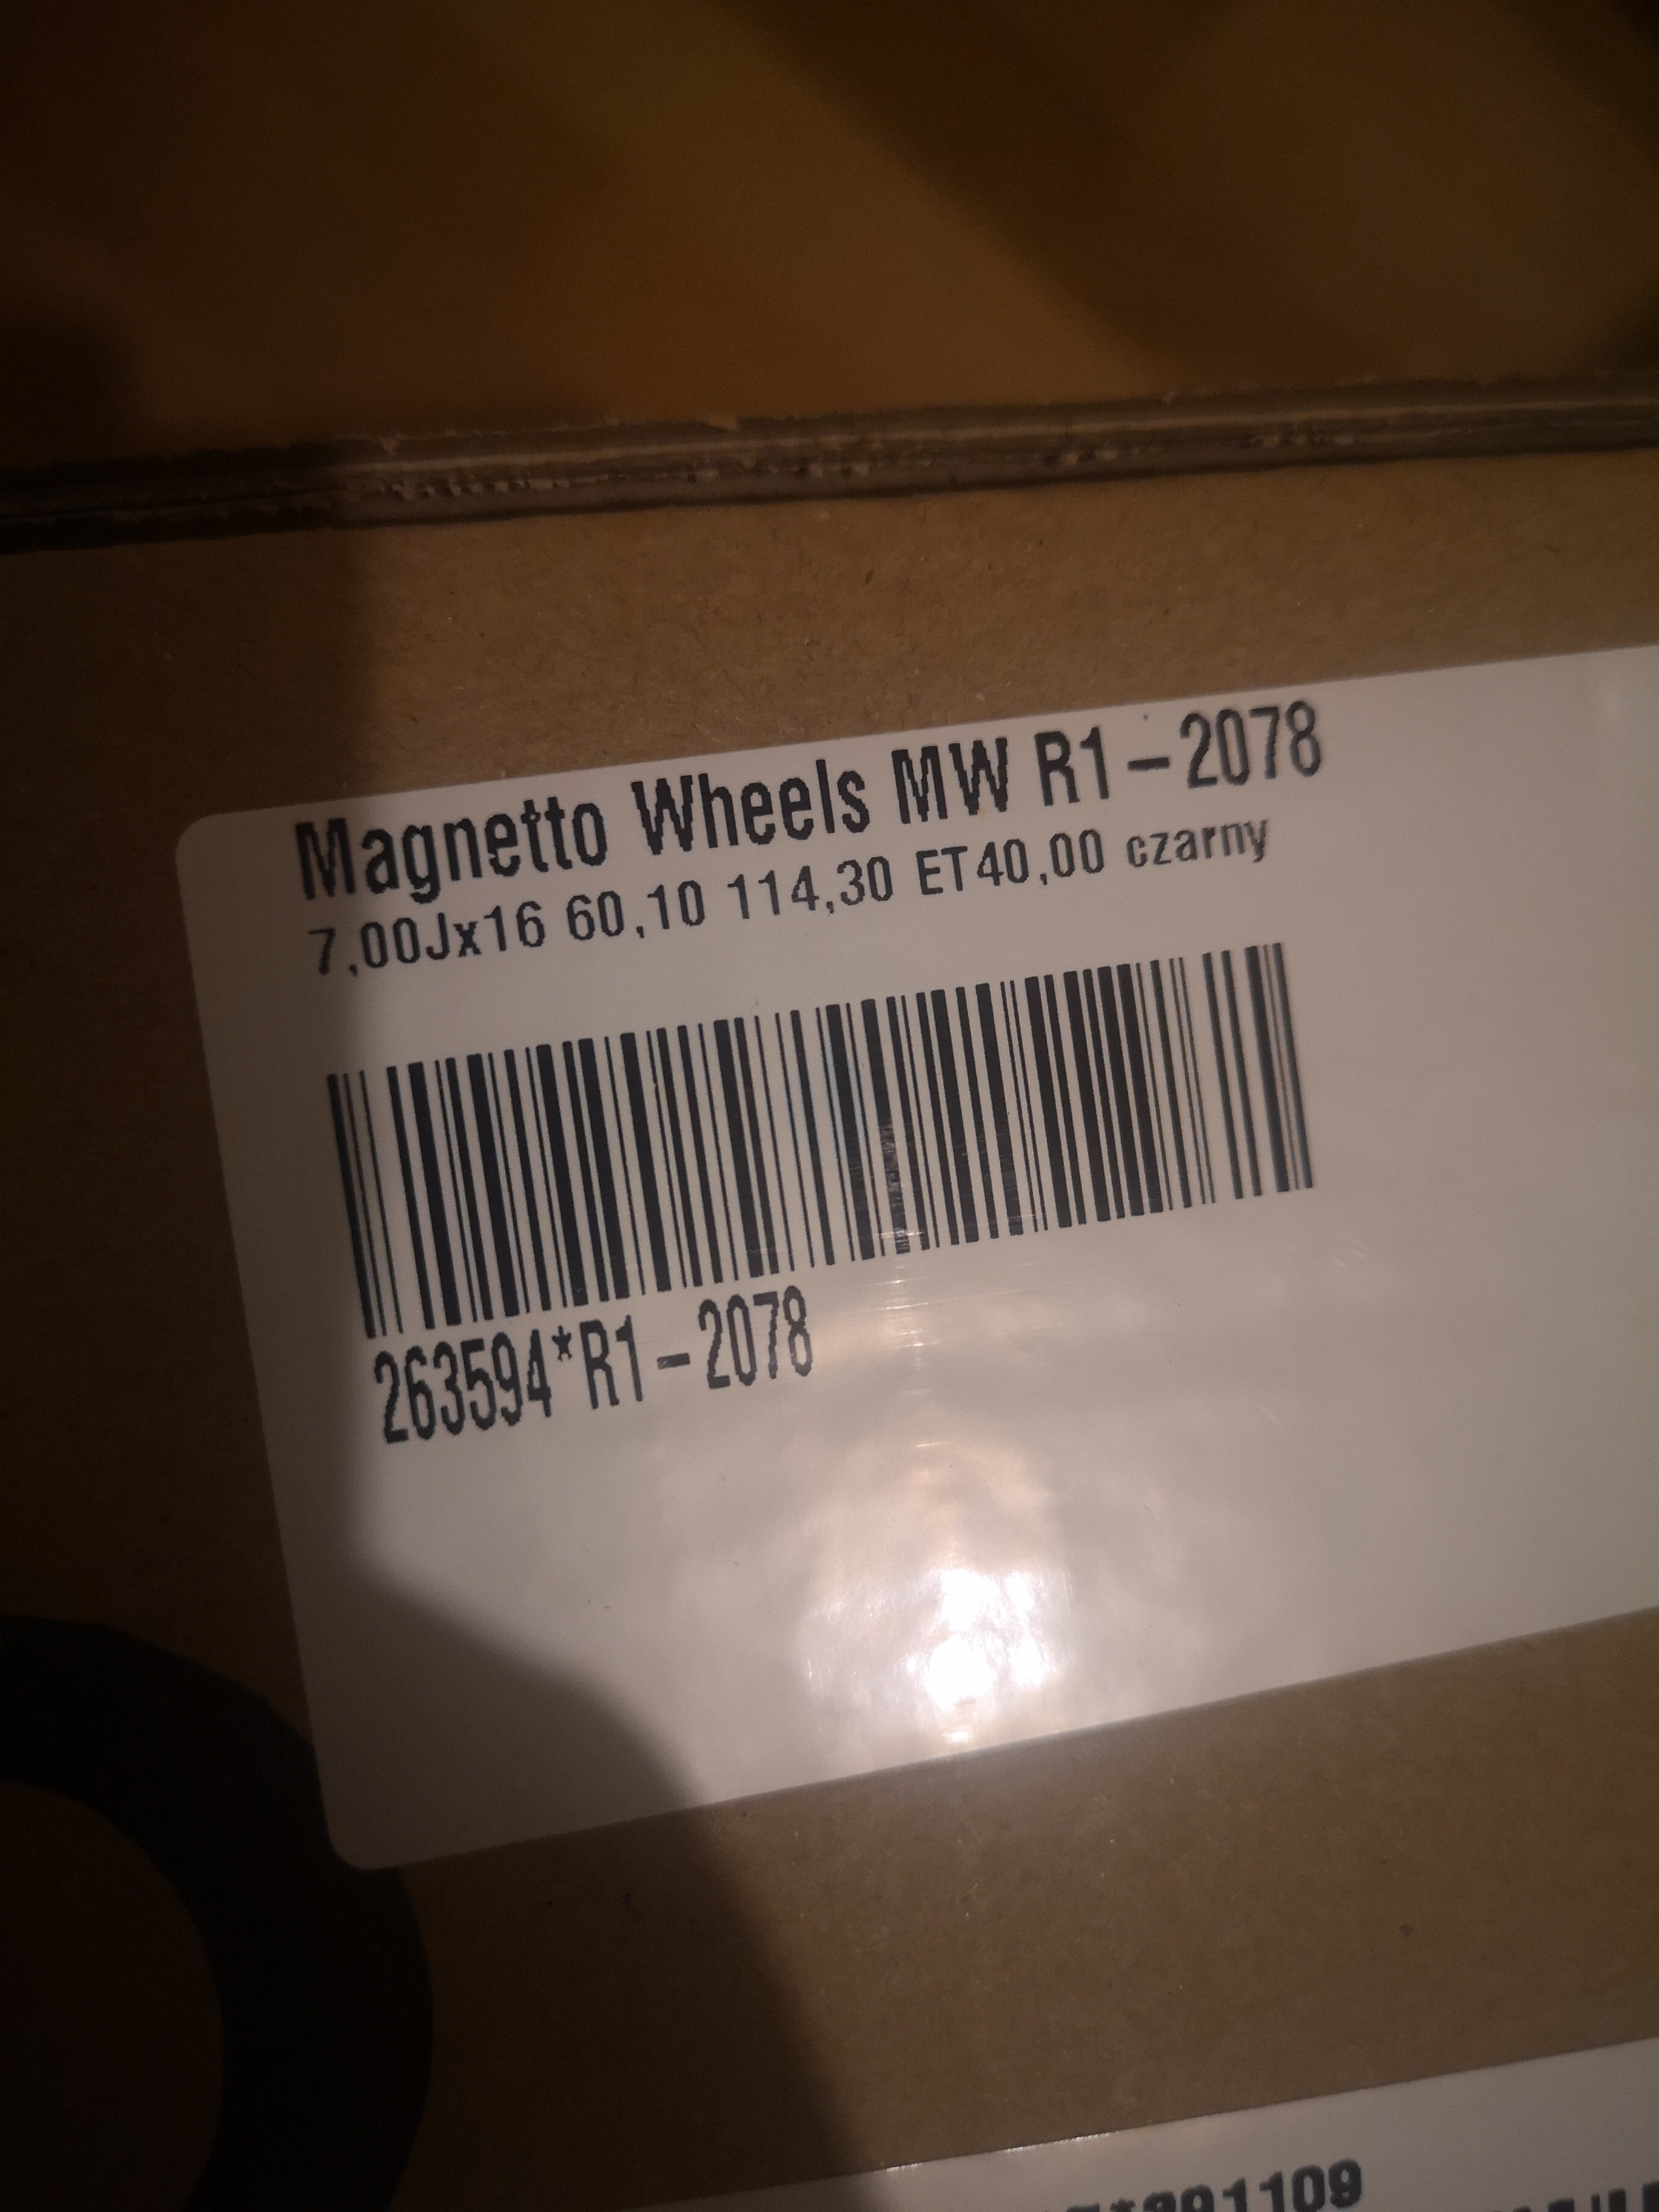 Magnetto Wheels MW R1-2078
7,00Jx16 60,10 114,30 ET40,00 czarny
263594*R1-2078